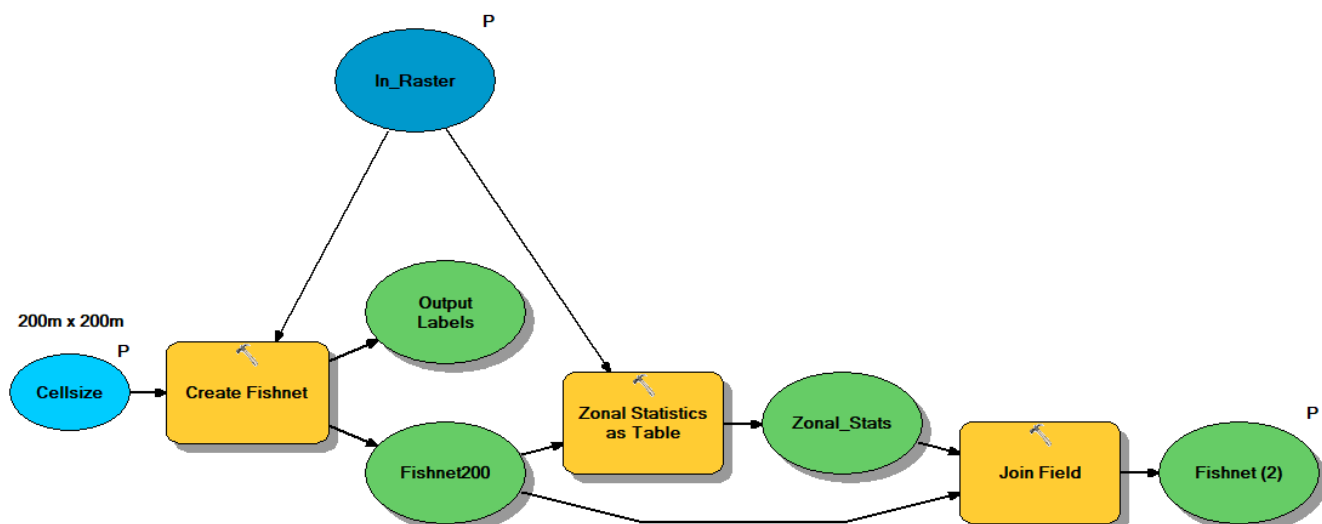 P
In_Raster
200m x 200m
P
Cellsize
Create Fishnet
Output
Labels
Fishnet200
Zonal Statistics
as Table
Zonal_Stats
Join Field
P
Fishnet (2)